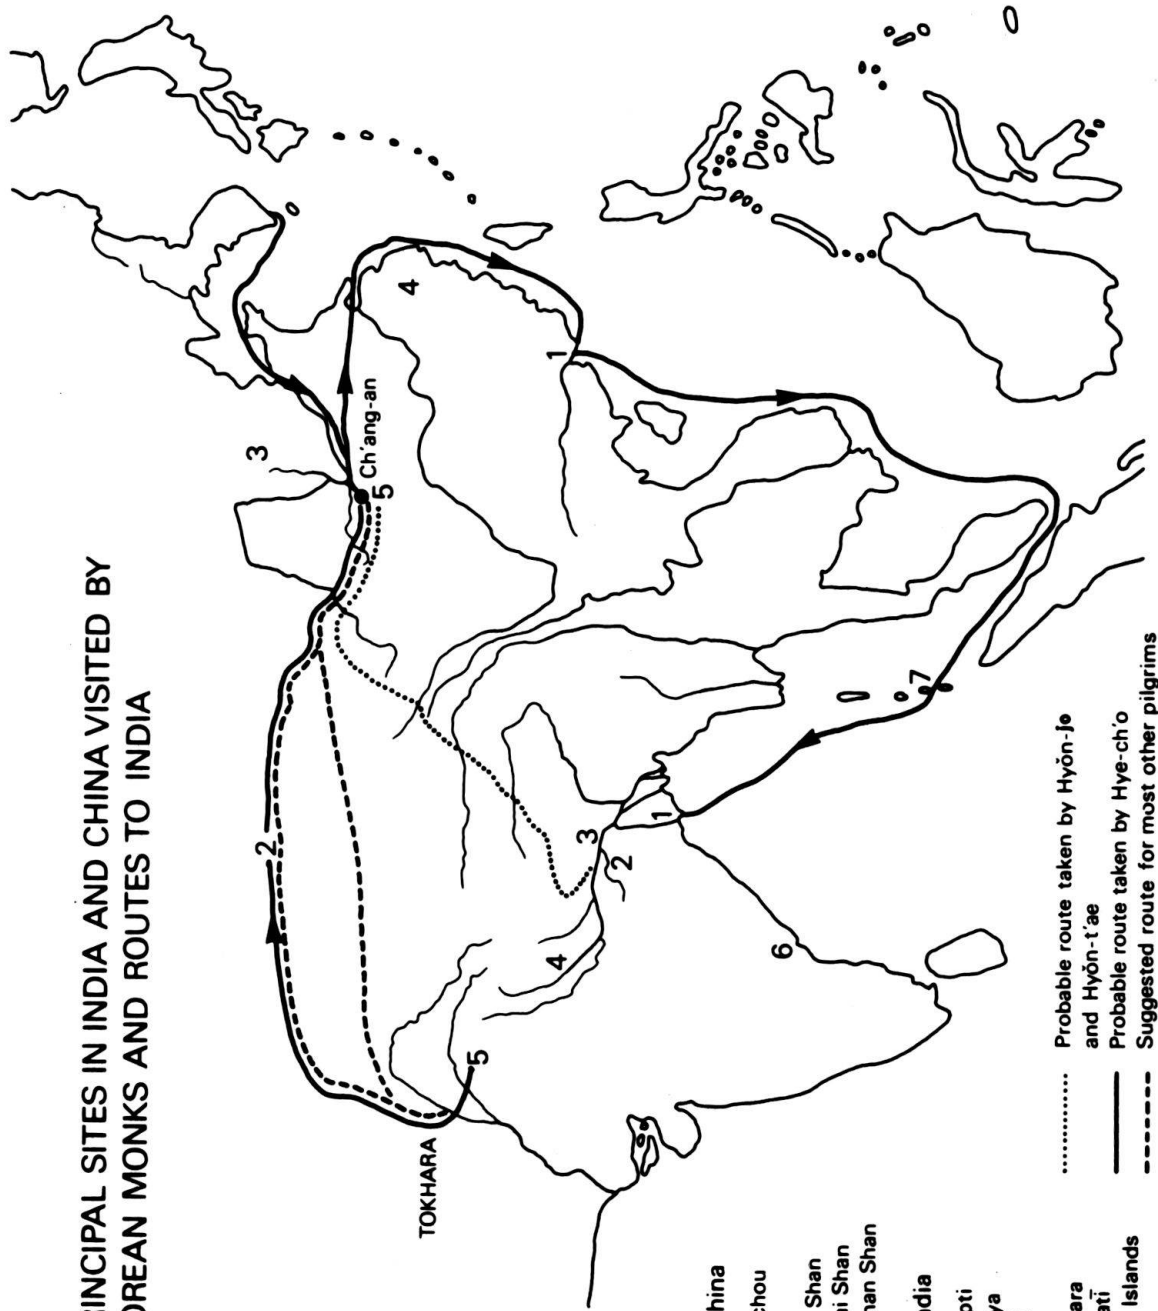 RINCIPAL SITES IN INDIA AND CHINA VISITED BY
OREAN MONKS AND ROUTES TO INDIA
TOKHARA
2
3
Ch'ang-an
5
4
1
5
4
3
2
1
6
7
hina
hou
Shan
i Shan
nan Shan
dia
oti
ya
ara
atī
Islands
Probable route taken by Hyŏn-jo
and Hyŏn-t'ae
Probable route taken by Hye-ch'o
Suggested route for most other pilgrims